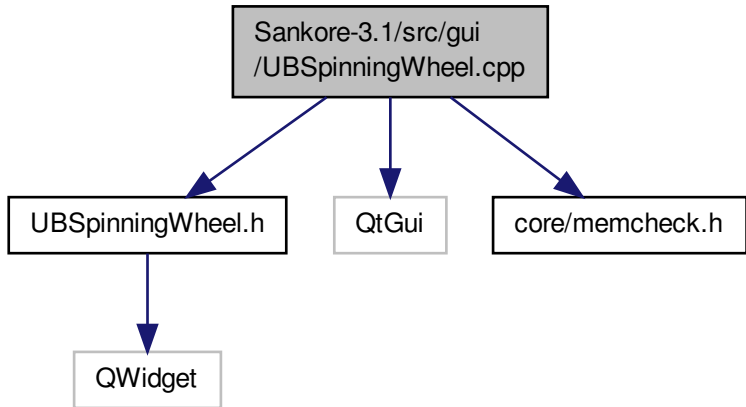 Sankore-3.1/src/gui
/UBSpinningWheel.cpp
UBSpinningWheel.h
QtGui
core/memcheck.h
QWidget